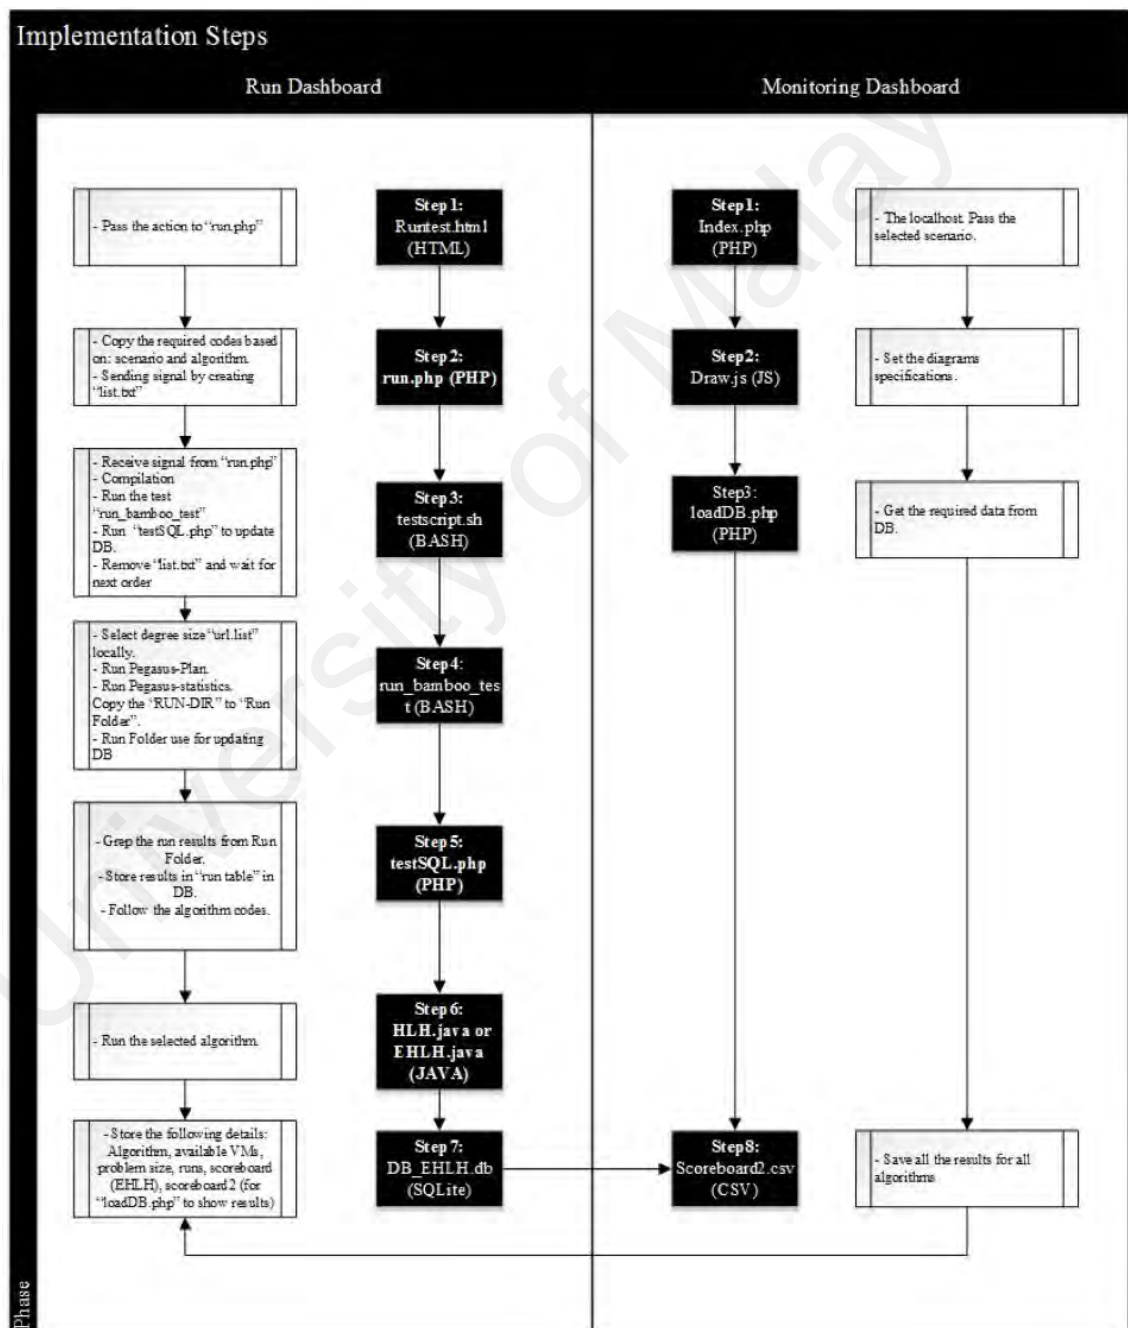 Implementation Steps
Run Dashboard
Monitoring Dashboard
- Pass the action to "run.php"
Step 1:
Runtest.html
(HTML)
Step1:
Index.php
(PHP)
- The localhost. Pass the
selected scenario.
- Copy the required codes based
on: scenario and algorithm.
- Sending signal by creating
"list.txt"
Step 2:
run.php (PHP)
Step2:
Draw.js (JS)
- Set the diagrams
specifications.
- Receive signal from "run.php"
- Compilation
- Run the test
"run_bamboo_test"
- Run "testSQL.php" to update
DB.
- Remove "list.txt" and wait for
next order
Step 3:
testscript.sh
(BASH)
Step3:
loadDB.php
(PHP)
- Get the required data from
DB.
- Select degree size "url.list"
locally.
- Run Pegasus-Plan.
- Run Pegasus-statistics.
Copy the "RUN-DIR" to "Run
Folder".
- Run Folder use for updating
DB
Step 4:
run_bamboo_tes
t (BASH)
- Grep the run results from Run
Folder.
- Store results in "run table" in
DB.
- Follow the algorithm codes.
Step 5:
testSQL.php
(PHP)
- Run the selected algorithm.
Step 6:
HLH.java or
EHLH.java
(JAVA)
- Store the following details:
Algorithm, available VMs,
problem size, runs, scoreboard
(EHLH), scoreboard2 (for
"loadDB.php" to show results)
Step 7:
DB_EHLH.db
(SQLite)
Step8:
Scoreboard2.csv
(CSV)
- Save all the results for all
algorithms
Phase
University of Malay